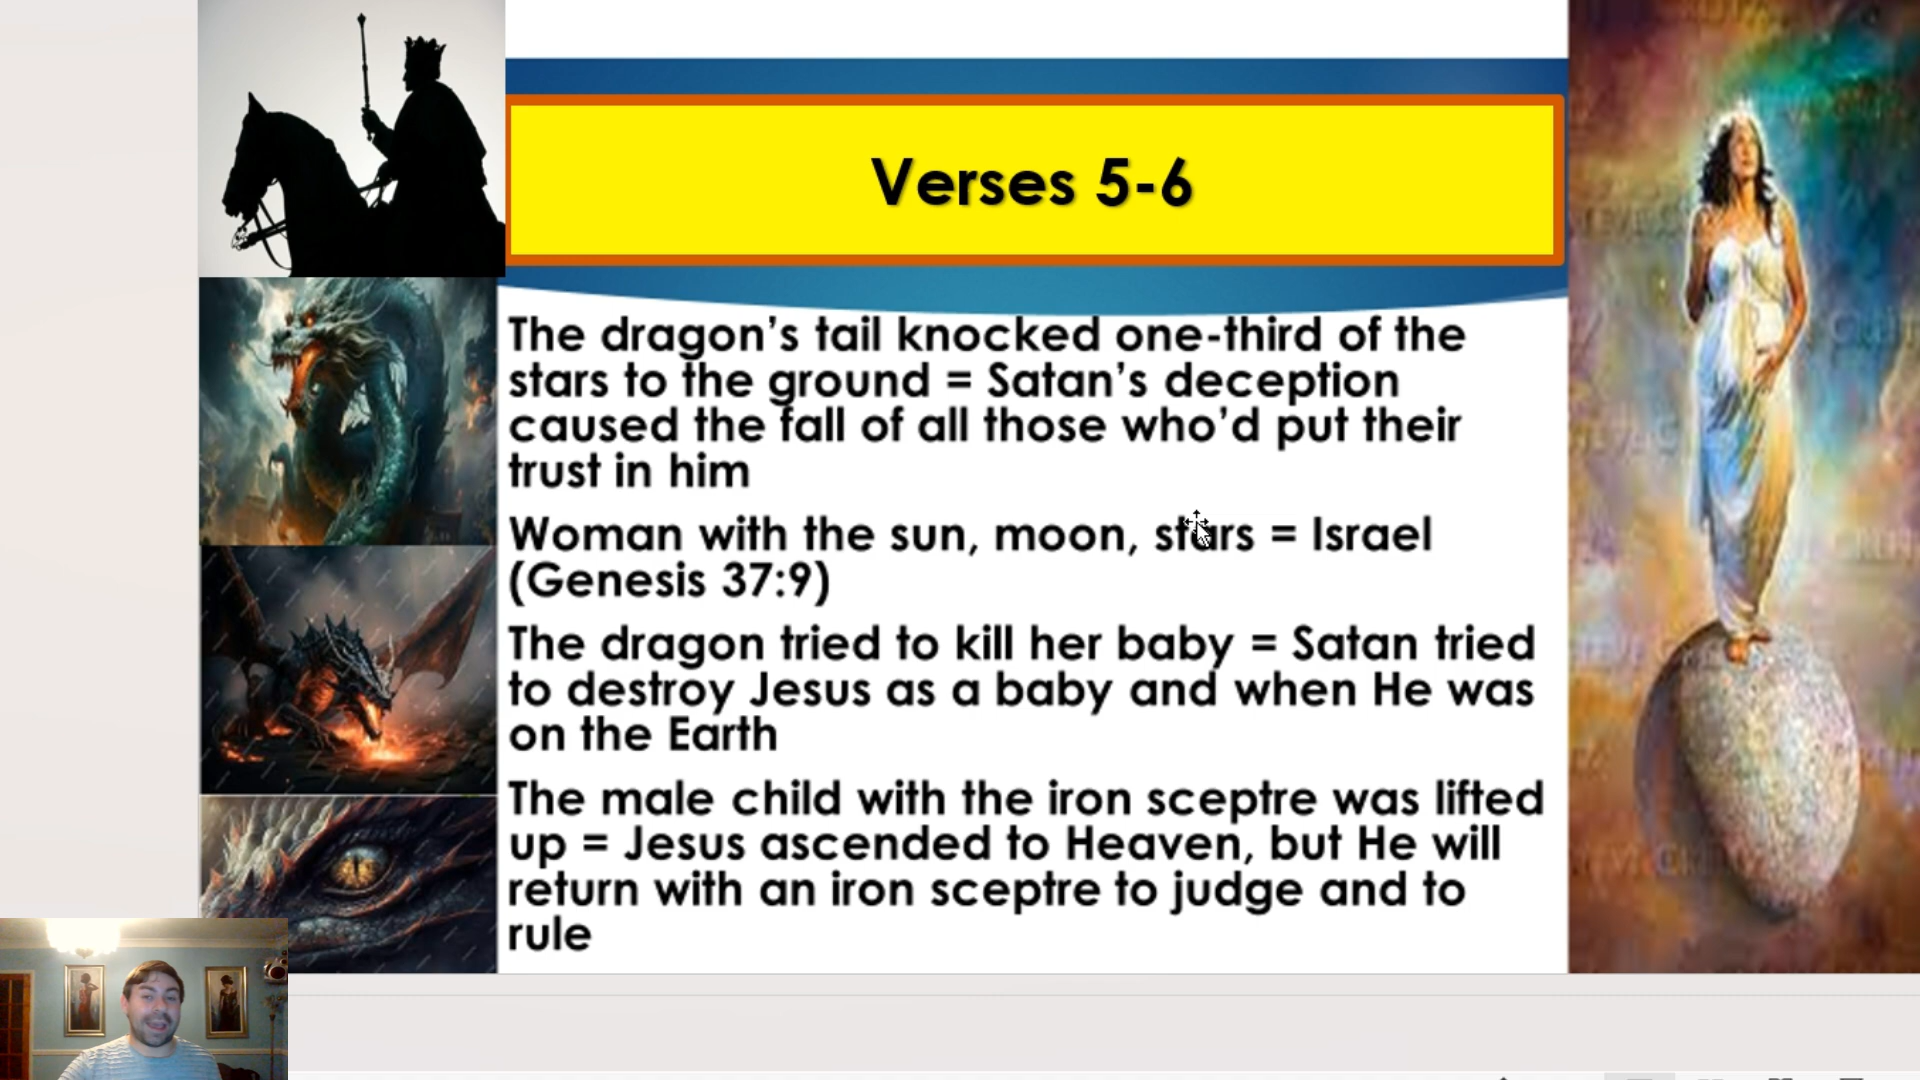 Verses 5-6
The dragon’s tail knocked one-third of the
stars to the ground = Satan’s deception
caused the fall of all those who’d put their
trust in him
Woman with the sun, moon, stars = Israel
(Genesis 37:9)
The dragon tried to kill her baby = Satan tried
to destroy Jesus as a baby and when He was
on the Earth
The male child with the iron sceptre was lifted
up = Jesus ascended to Heaven, but He will
return with an iron sceptre to judge and to
rule